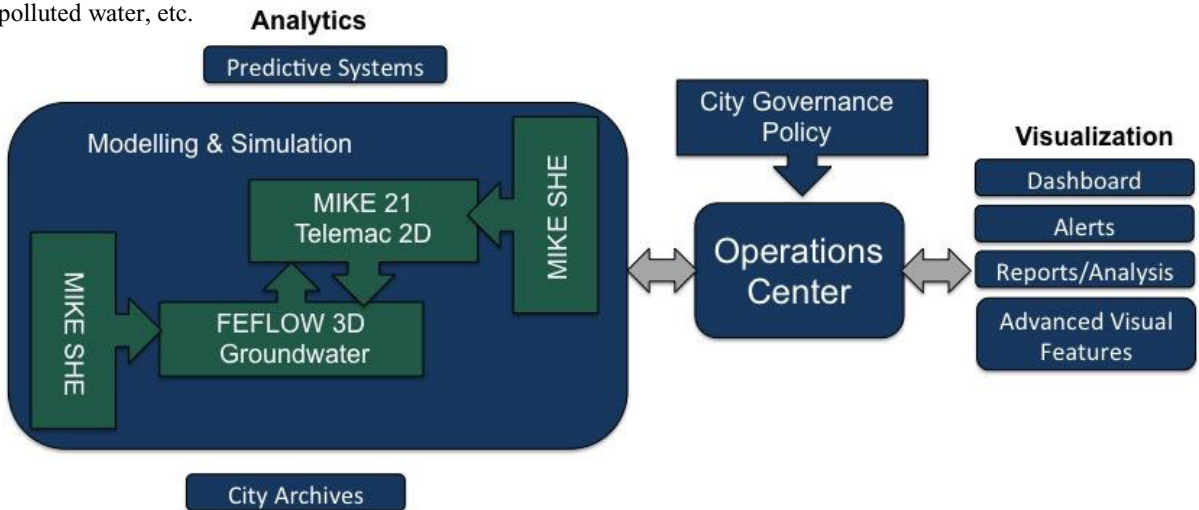 polluted water, etc.
Analytics
Predictive Systems
Modelling & Simulation
MIKE SHE
MIKE 21
Telemac 2D
MIKE SHE
FEFLOW 3D
Groundwater
City Archives
City Governance
Policy
Operations
Center
Visualization
Dashboard
Alerts
Reports/Analysis
Advanced Visual
Features